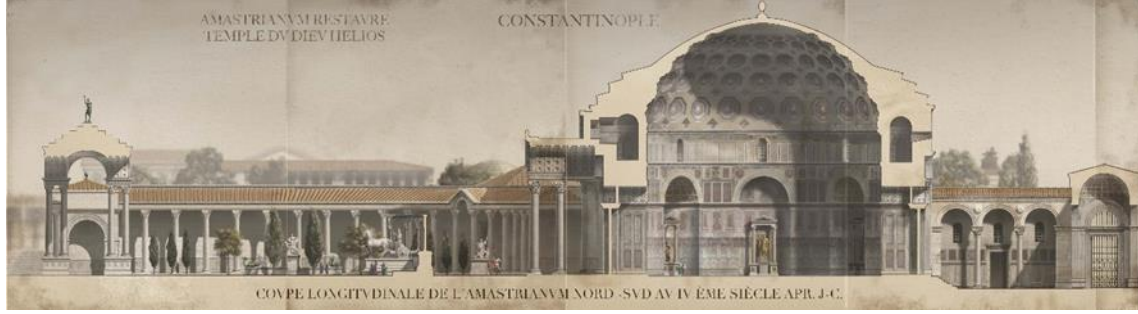 AMASTRIANVM RESTAVRE
TEMPLE DV DIEV HELIOS
CONSTANTINOPLE
COVPE LONGITVDINALE DE L'AMASTRIANVM NORD -SVD AV IV ÈME SIÈCLE APR. J-C.